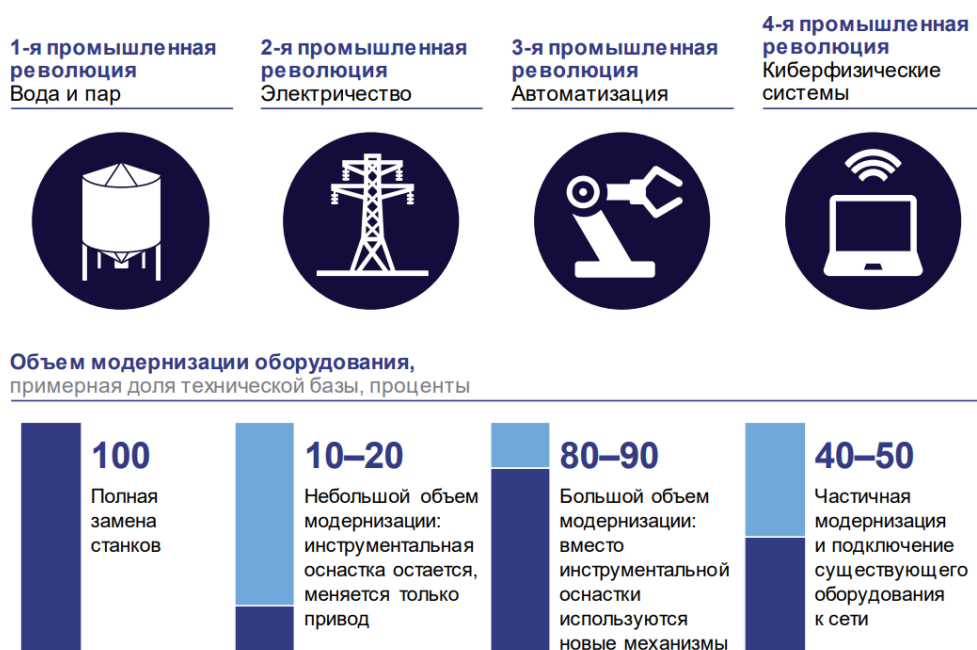 1-я промышленная
революция
Вода и пар
2-я промышленная
революция
Электричество
3-я промышленная
революция
Автоматизация
4-я промышленная
революция
Киберфизические
системы
Объем модернизации оборудования,
примерная доля технической базы, проценты
100
Полная
замена
станков
10–20
Небольшой объем
модернизации:
инструментальная
оснастка остается,
меняется только
привод
80–90
Большой объем
модернизации:
вместо
инструментальной
оснастки
используются
новые механизмы
40–50
Частичная
модернизация
и подключение
существующего
оборудования
к сети